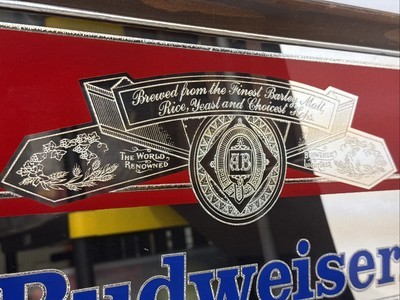 Brewed from the Finest Barley Malt,
Rice, Yeast and Choicest Hops.
AB
THE WORLD
RENOWNED
Budweiser